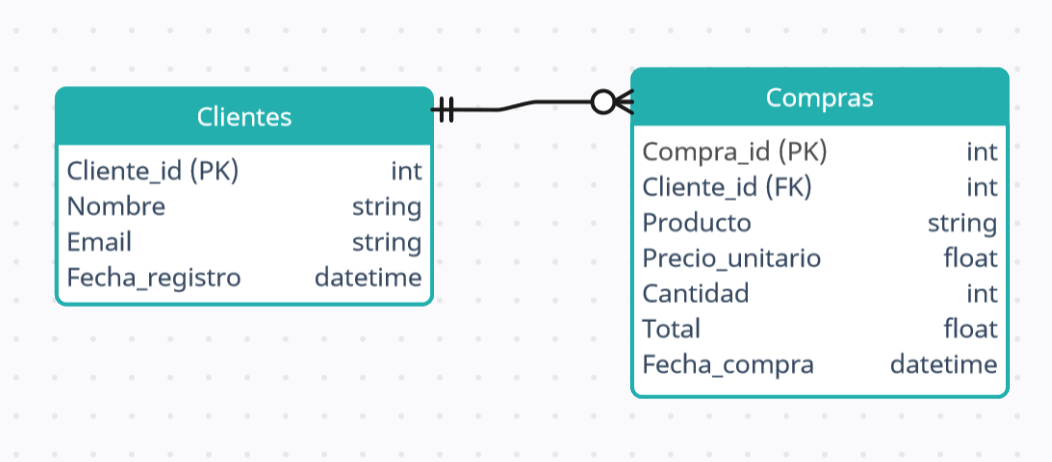 Clientes
Cliente_id (PK) int
Nombre string
Email string
Fecha_registro datetime
Compras
Compra_id (PK) int
Cliente_id (FK) int
Producto string
Precio_unitario float
Cantidad int
Total float
Fecha_compra datetime